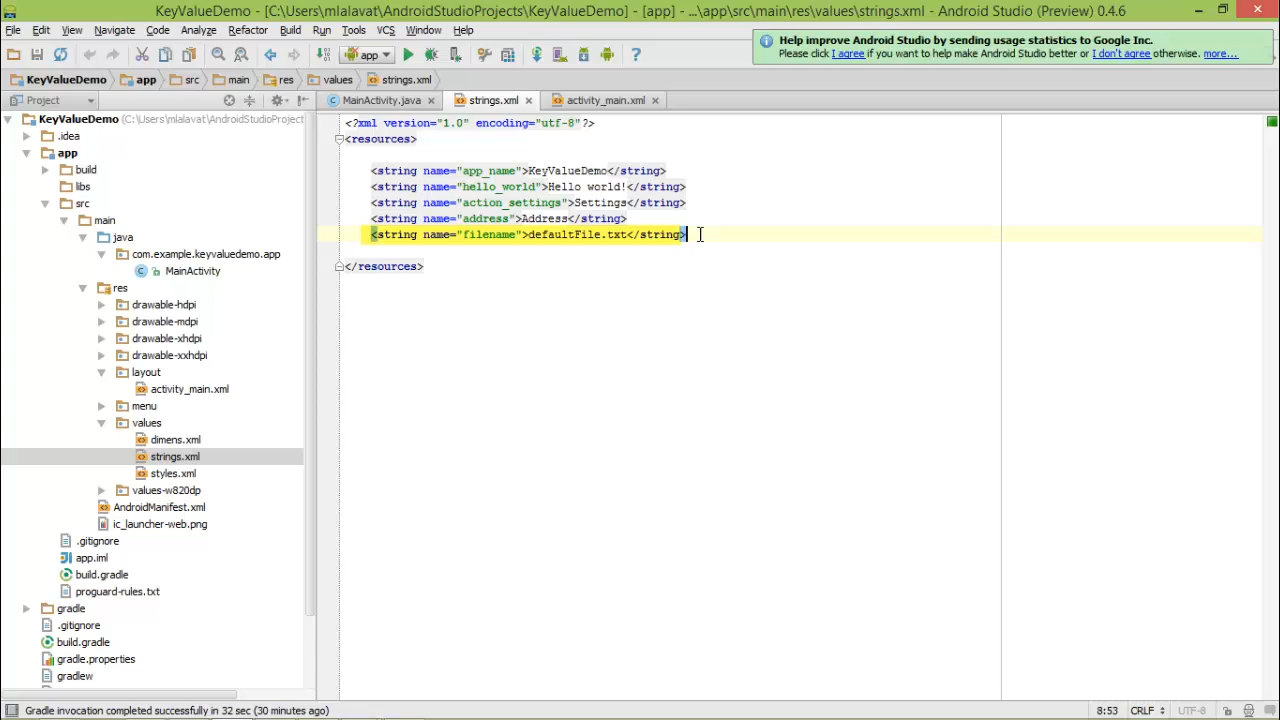 KeyValueDemo - [C:\Users\mlalavat\AndroidStudioProjects\KeyValueDemo] - [app] - ...\app\src\main\res\values\strings.xml - Android Studio (Preview) 0.4.6
File Edit View Navigate Code Analyze Refactor Build Run Tools VCS Window Help
Help improve Android Studio by sending usage statistics to Google Inc.
Please click I agree if you want to help make Android Studio better or I don't agree otherwise. more...
app
KeyValueDemo app src main res values strings.xml
Project
MainActivity.java strings.xml activity_main.xml
KeyValueDemo (C:\Users\mlalavat\AndroidStudioProject
.idea
app
build
libs
src
main
java
com.example.keyvaluedemo.app
MainActivity
res
drawable-hdpi
drawable-mdpi
drawable-xhdpi
drawable-xxhdpi
layout
activity_main.xml
menu
values
dimens.xml
strings.xml
styles.xml
values-w820dp
AndroidManifest.xml
ic_launcher-web.png
.gitignore
app.iml
build.gradle
proguard-rules.txt
gradle
.gitignore
build.gradle
gradle.properties
gradlew
<?xml version="1.0" encoding="utf-8"?>
<resources>
<string name="app_name">KeyValueDemo</string>
<string name="hello_world">Hello world!</string>
<string name="action_settings">Settings</string>
<string name="address">Address</string>
<string name="filename">defaultFile.txt</string>
</resources>
Gradle invocation completed successfully in 32 sec (30 minutes ago)
8:53 CRLF UTF-8